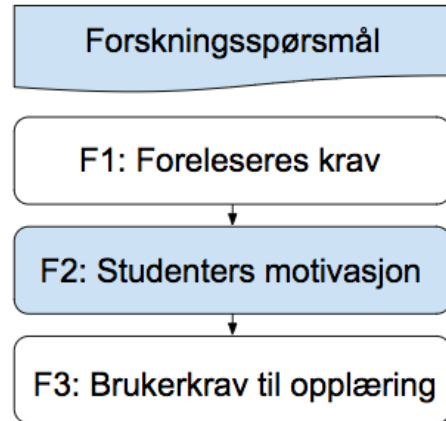 Forskningsspørsmål
F1: Foreleseres krav
F2: Studenters motivasjon
F3: Brukerkrav til opplæring